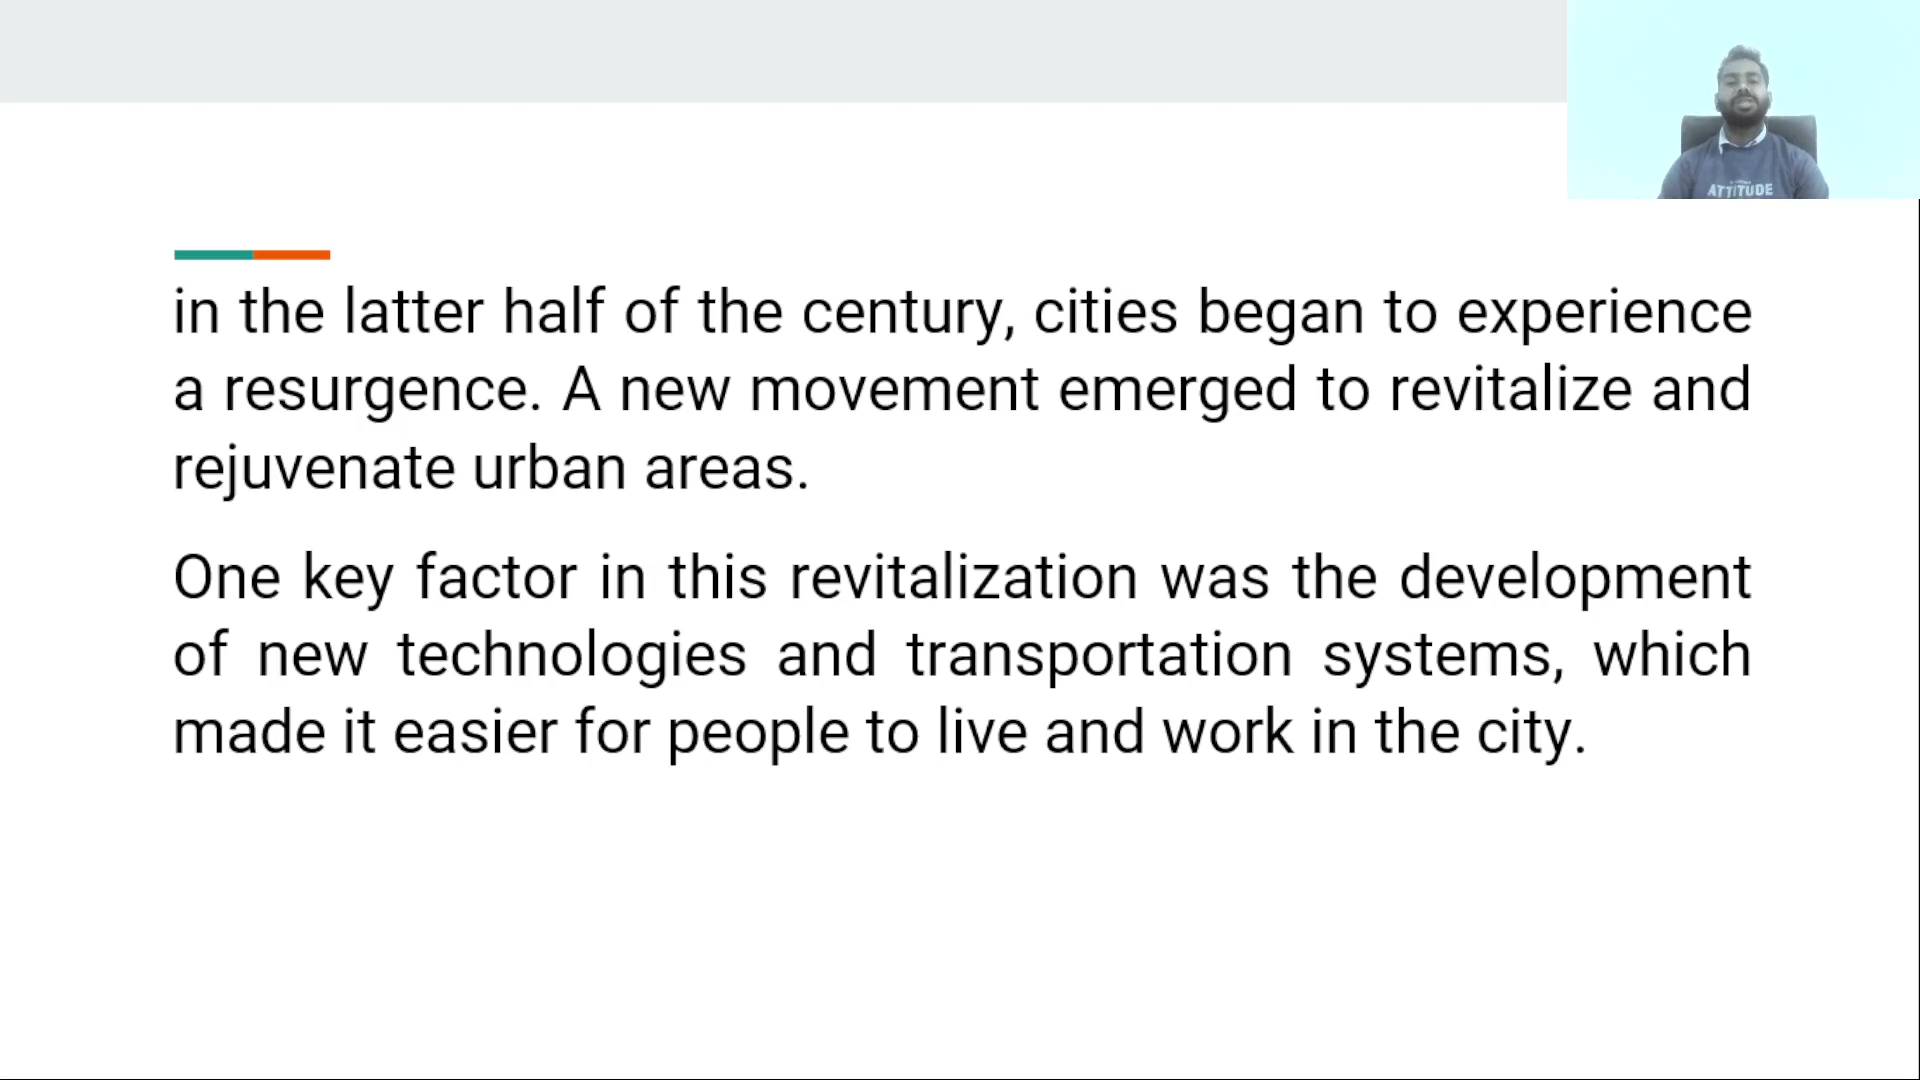 ATTITUDE
in the latter half of the century, cities began to experience
a resurgence. A new movement emerged to revitalize and
rejuvenate urban areas.
One key factor in this revitalization was the development
of new technologies and transportation systems, which
made it easier for people to live and work in the city.